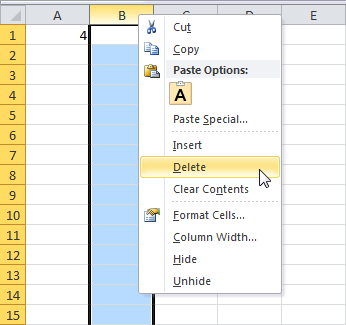 A B C D E
1 4
2
3
4
5
6
7
8
9
10
11
12
13
14
15
Cut
Copy
Paste Options:
A
Paste Special...
Insert
Delete
Clear Contents
Format Cells...
Column Width...
Hide
Unhide